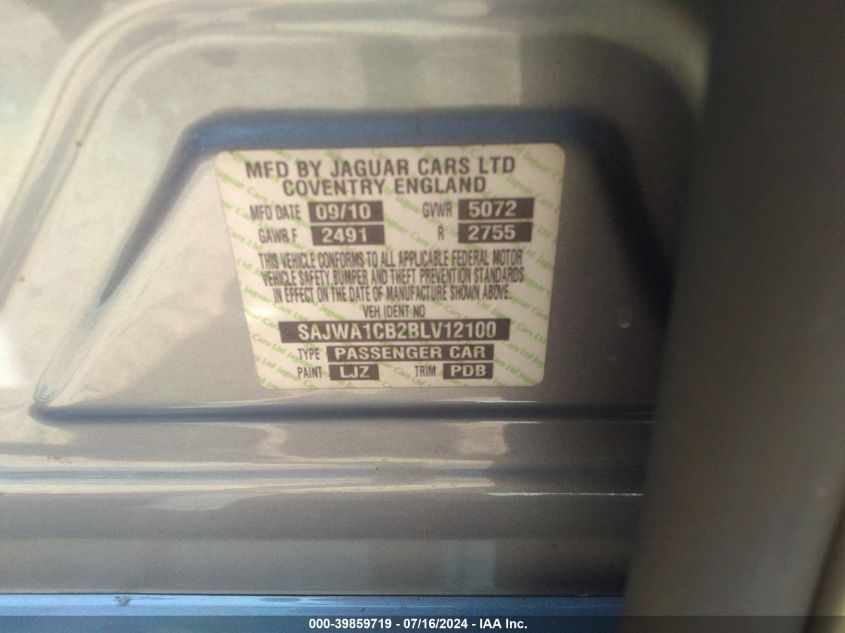 MFD BY JAGUAR CARS LTD
COVENTRY ENGLAND
MFD DATE 09/10 GVWR 5072
GAWR F 2491 R 2755
THIS VEHICLE CONFORMS TO ALL APPLICABLE FEDERAL MOTOR
VEHICLE SAFETY, BUMPER AND THEFT PREVENTION STANDARDS
IN EFFECT ON THE DATE OF MANUFACTURE SHOWN ABOVE.
VEH IDENT NO
SAJWA1CB2BLV12100
TYPE PASSENGER CAR
PAINT LJZ TRIM PDB
000-39859719 - 07/16/2024 - IAA Inc.